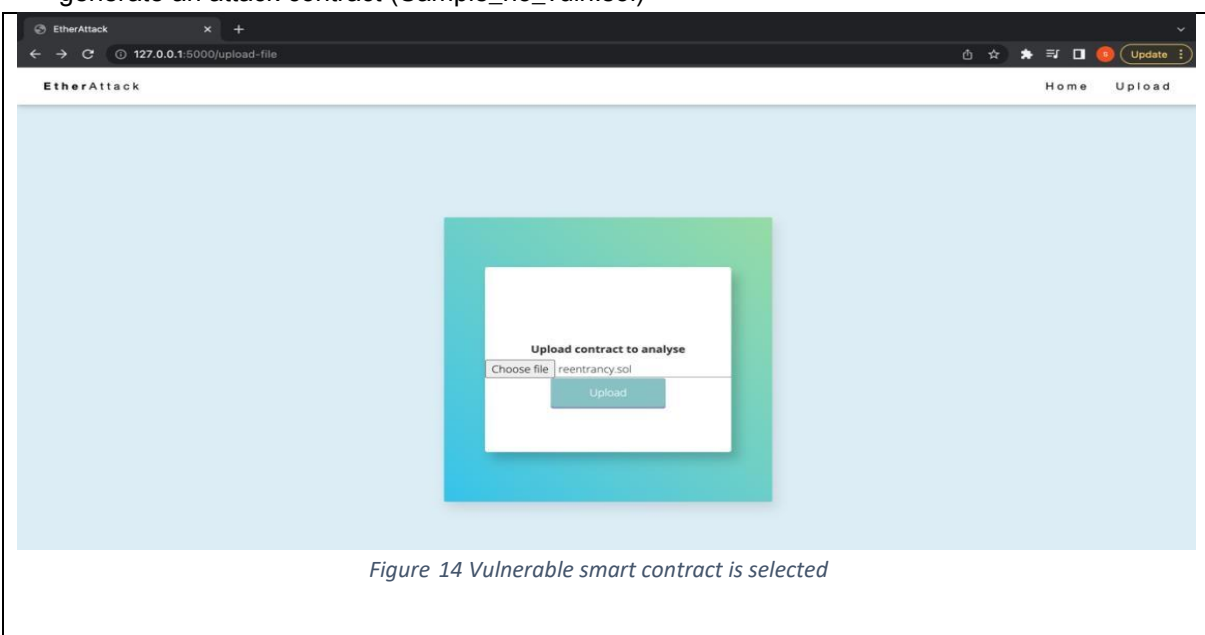 generate an attack contract (Sample_no_vuln.sol)
EtherAttack
127.0.0.1:5000/upload-file
Update
EtherAttack
Home Upload
Upload contract to analyse
Choose file reentrancy.sol
Upload
Figure 14 Vulnerable smart contract is selected